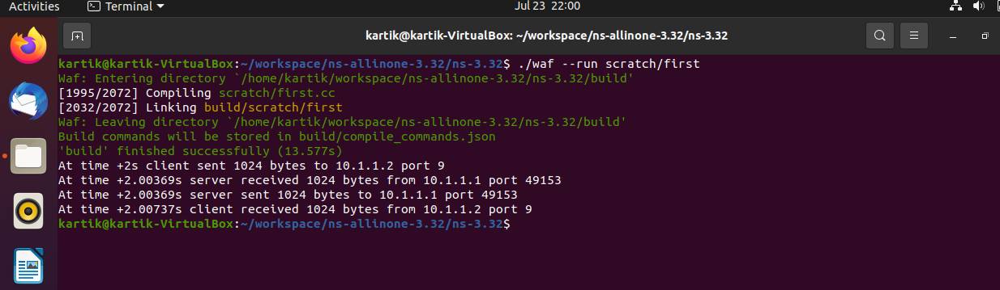 Activities Terminal Jul 23 22:00
kartik@kartik-VirtualBox: ~/workspace/ns-allinone-3.32/ns-3.32
kartik@kartik-VirtualBox:~/workspace/ns-allinone-3.32/ns-3.32$ ./waf --run scratch/first
Waf: Entering directory `/home/kartik/workspace/ns-allinone-3.32/ns-3.32/build'
[1995/2072] Compiling scratch/first.cc
[2032/2072] Linking build/scratch/first
Waf: Leaving directory `/home/kartik/workspace/ns-allinone-3.32/ns-3.32/build'
Build commands will be stored in build/compile_commands.json
'build' finished successfully (13.577s)
At time +2s client sent 1024 bytes to 10.1.1.2 port 9
At time +2.00369s server received 1024 bytes from 10.1.1.1 port 49153
At time +2.00369s server sent 1024 bytes to 10.1.1.1 port 49153
At time +2.00737s client received 1024 bytes from 10.1.1.2 port 9
kartik@kartik-VirtualBox:~/workspace/ns-allinone-3.32/ns-3.32$